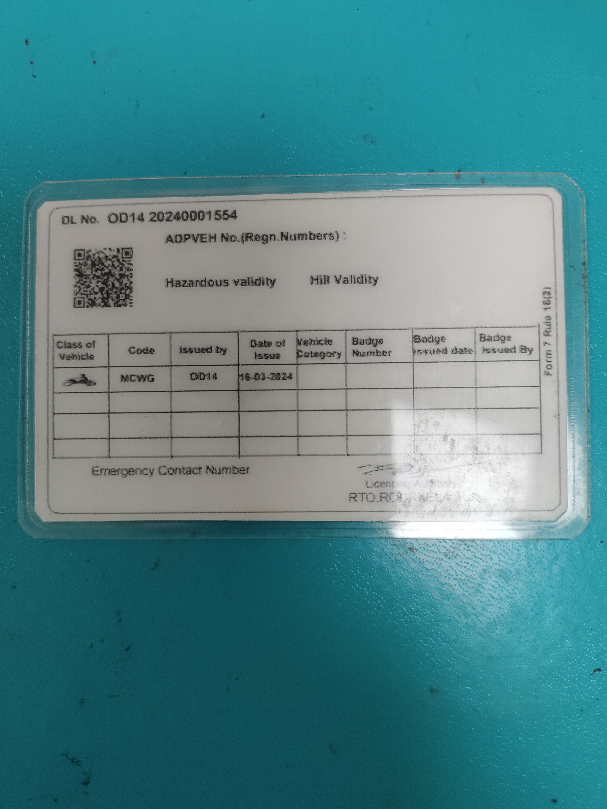 DL No. OD14 20240001554
ADPVEH No.(Regn.Numbers) :
Hazardous validity Hill Validity
Form 7 Rule 16(2)
Class of Vehicle Code Issued by Date of Issue Vehicle Category Badge Number Badge issued date Badge Issued By
MCWG OD14 16-03-2024
Emergency Contact Number
RTO,